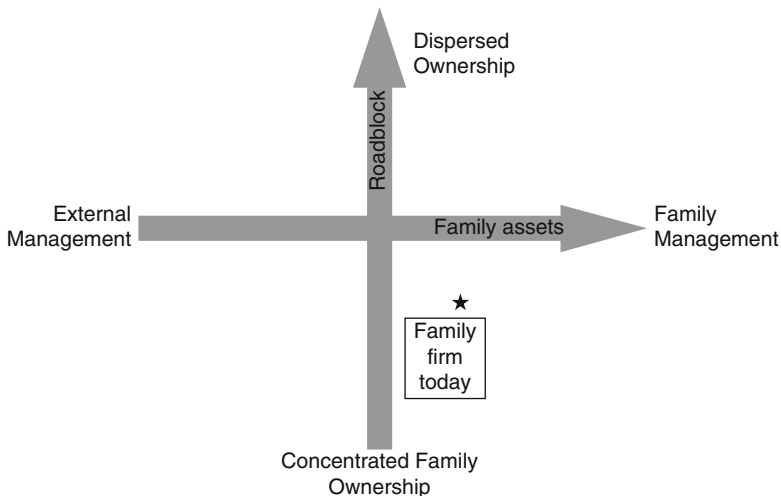 Dispersed
Ownership
Roadblock
External
Management
Family assets
Family
Management
Family
firm
today
Concentrated Family
Ownership